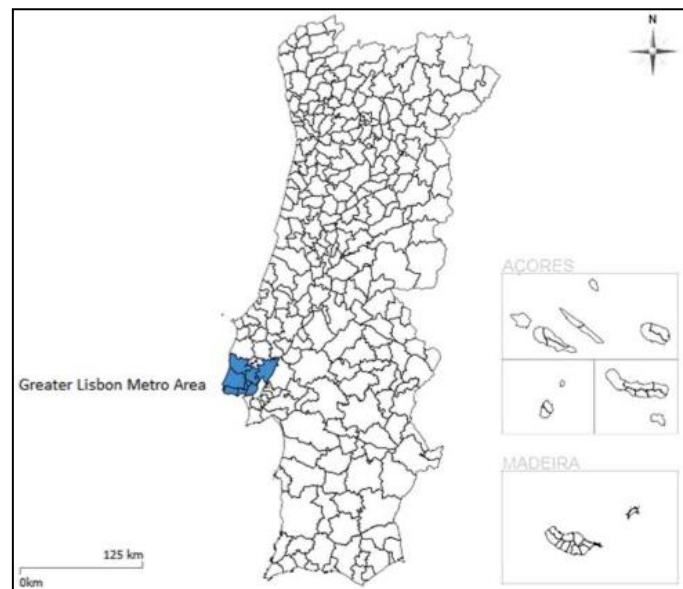 N
AÇORES
Greater Lisbon Metro Area
MADEIRA
125 km
0km